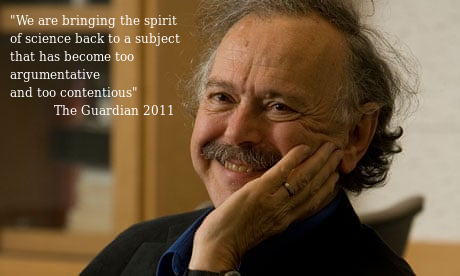 "We are bringing the spirit
of science back to a subject
that has become too
argumentative
and too contentious"
The Guardian 2011